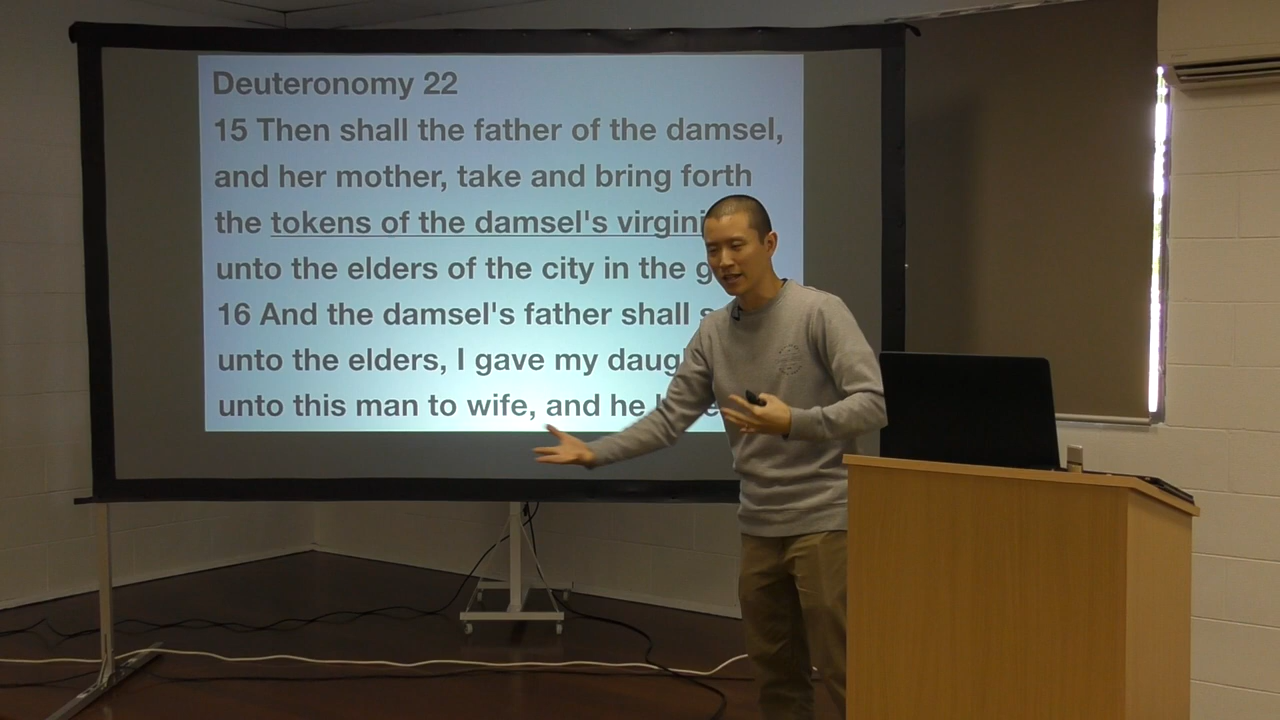 Deuteronomy 22
15 Then shall the father of the damsel,
and her mother, take and bring forth
the tokens of the damsel's
unto the elders of the city in the
16 And the damsel's father shall
unto the elders, I gave my
unto this man to wife, and he